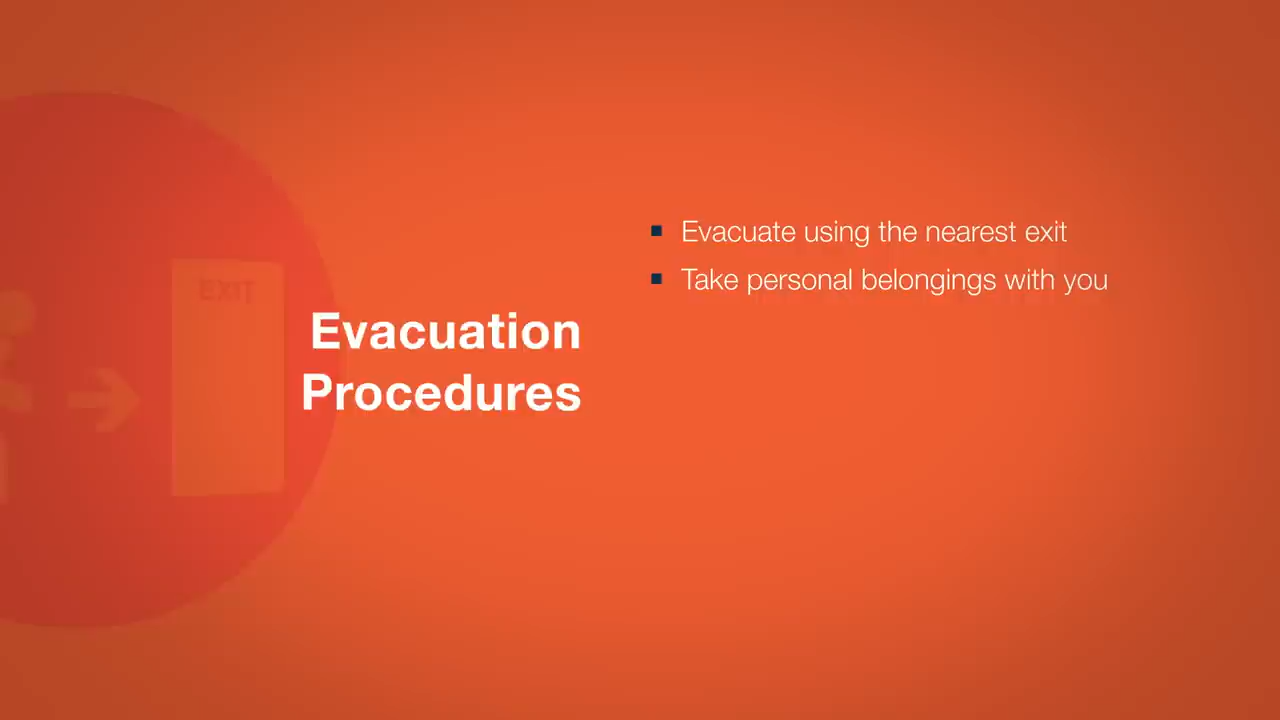 EXIT
Evacuation
Procedures
Evacuate using the nearest exit
Take personal belongings with you